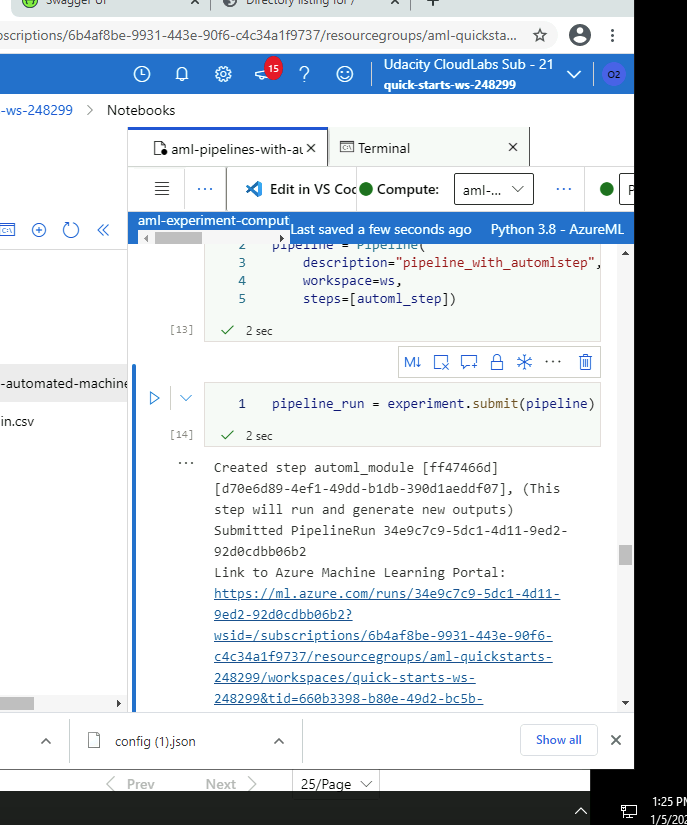 Swagger UI
Directory listing for /
scriptions/6b4af8be-9931-443e-90f6-c4c34a1f9737/resourcegroups/aml-quicksta...
15
Udacity CloudLabs Sub - 21
quick-starts-ws-248299
O2
-ws-248299 > Notebooks
aml-pipelines-with-au
Terminal
Edit in VS Coc
Compute:
aml-...
aml-experiment-comput
Last saved a few seconds ago
Python 3.8 - AzureML
2 pipeline = Pipeline(
3 description="pipeline_with_automlstep",
4 workspace=ws,
5 steps=[automl_step])
[13]
2 sec
M↓
-automated-machine
in.csv
1 pipeline_run = experiment.submit(pipeline)
[14]
2 sec
Created step automl_module [ff47466d]
[d70e6d89-4ef1-49dd-b1db-390d1aeddf07], (This
step will run and generate new outputs)
Submitted PipelineRun 34e9c7c9-5dc1-4d11-9ed2-
92d0cdbb06b2
Link to Azure Machine Learning Portal:
https://ml.azure.com/runs/34e9c7c9-5dc1-4d11-
9ed2-92d0cdbb06b2?
wsid=/subscriptions/6b4af8be-9931-443e-90f6-
c4c34a1f9737/resourcegroups/aml-quickstarts-
248299/workspaces/quick-starts-ws-
248299&tid=660b3398-b80e-49d2-bc5b-
config (1).json
Show all
Prev
Next
25/Page
1:25 PM
1/5/202